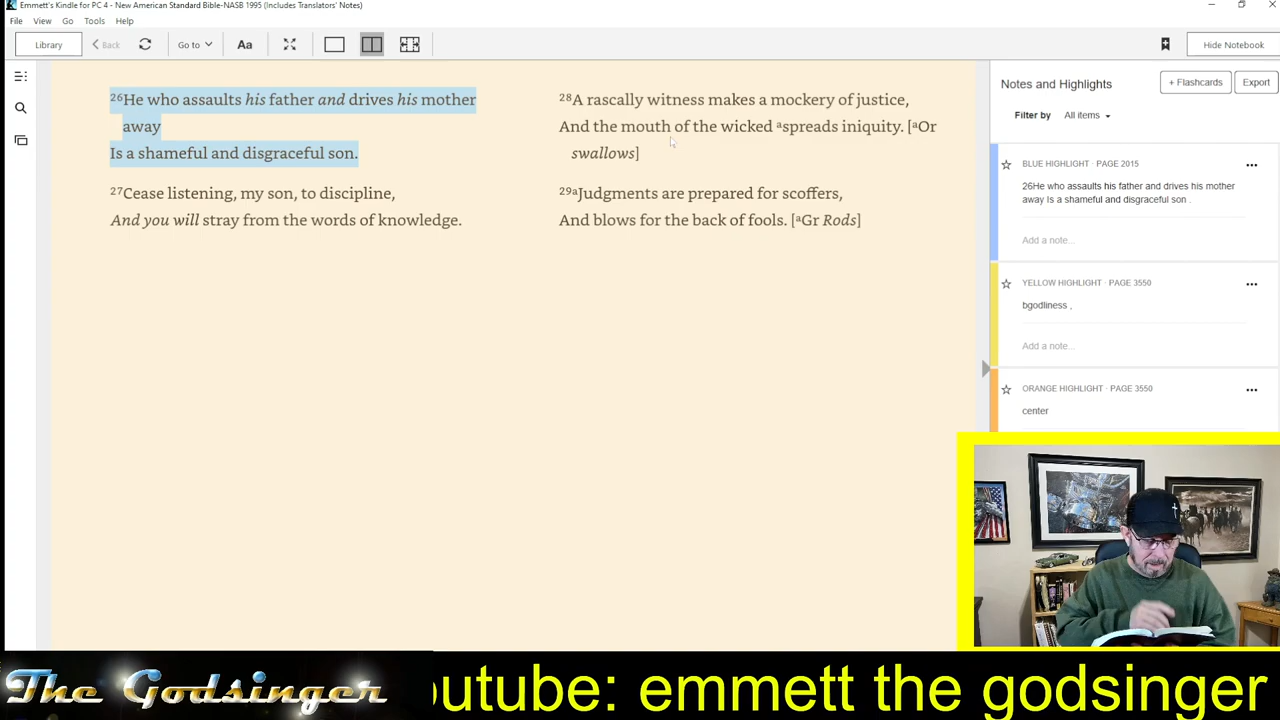 Emmett's Kindle for PC 4 - New American Standard Bible-NASB 1995 (Includes Translators' Notes)
File View Go Tools Help
Library Back Go to Aa Hide Notebook
26He who assaults his father and drives his mother
away
Is a shameful and disgraceful son.
27Cease listening, my son, to discipline,
And you will stray from the words of knowledge.
28A rascally witness makes a mockery of justice,
And the mouth of the wicked aspreads iniquity. [aOr
swallows]
29aJudgments are prepared for scoffers,
And blows for the back of fools. [aGr Rods]
Notes and Highlights + Flashcards Export
Filter by All items
BLUE HIGHLIGHT · PAGE 2015
26He who assaults his father and drives his mother
away Is a shameful and disgraceful son .
Add a note...
YELLOW HIGHLIGHT · PAGE 3550
bgodliness ,
Add a note...
ORANGE HIGHLIGHT · PAGE 3550
center
The Godsinger
outube: emmett the godsinger